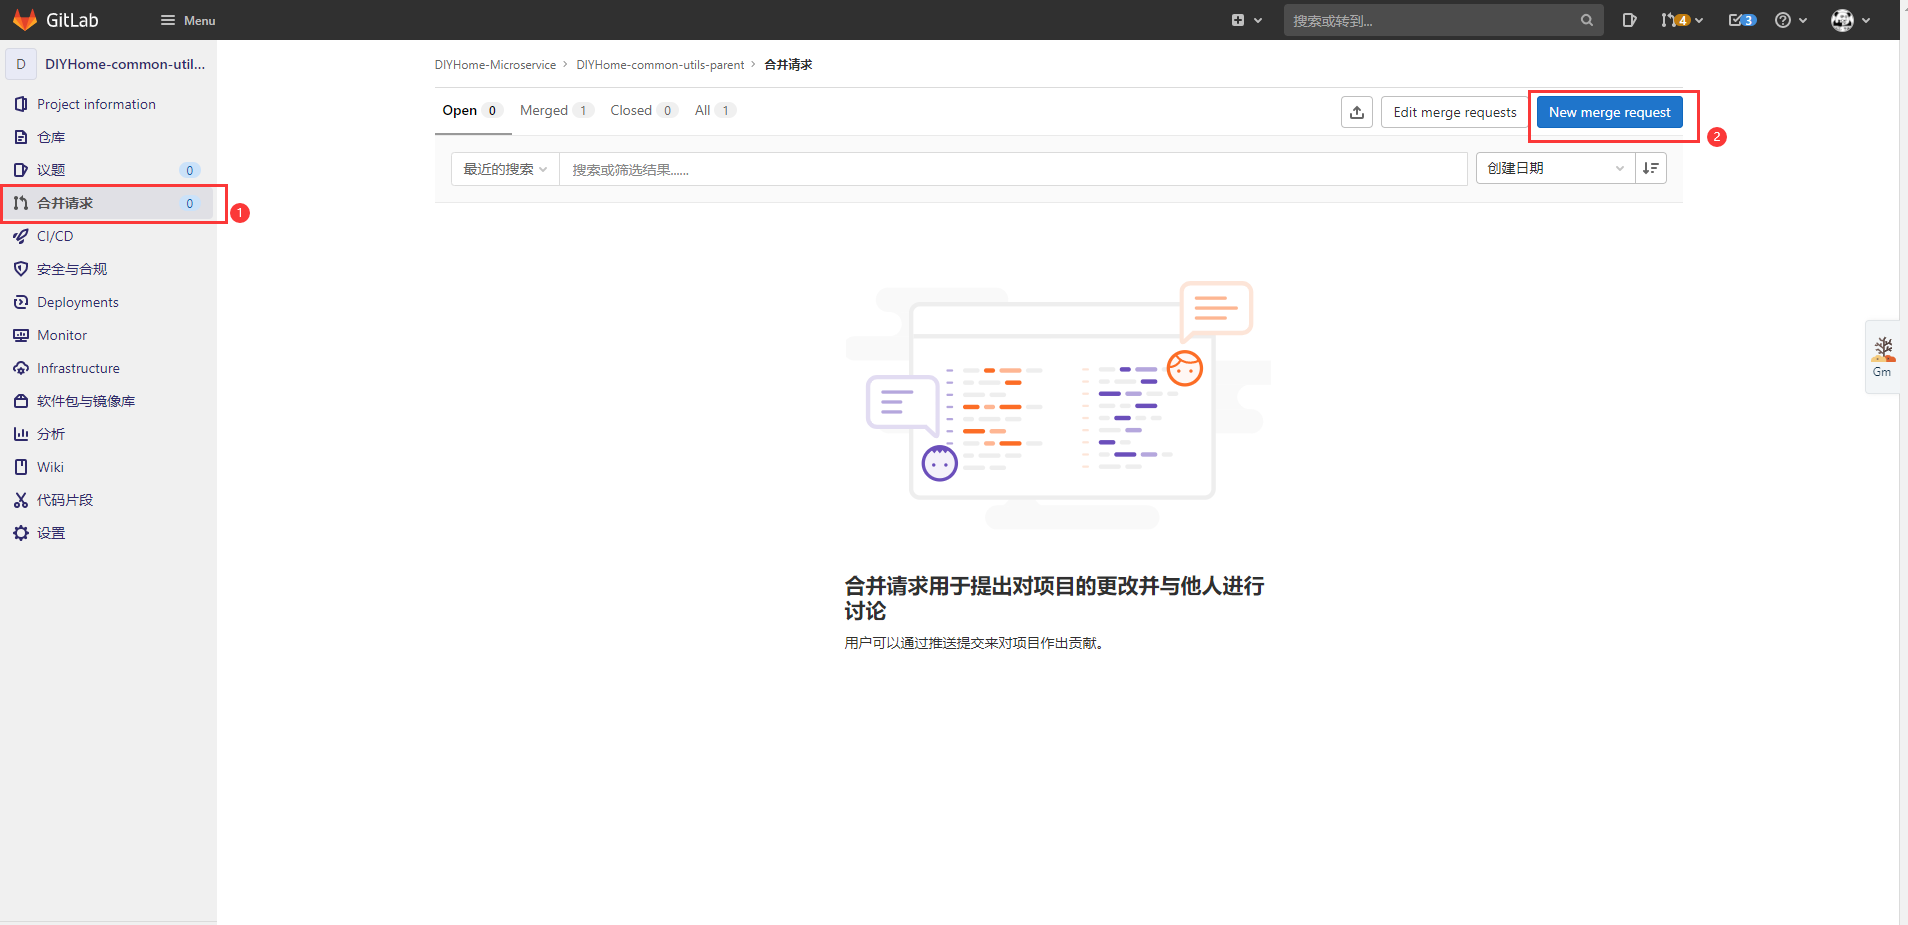 GitLab
Menu
搜索或转到...
4
3
D
DIYHome-common-util...
Project information
仓库
议题 0
合并请求 0
1
CI/CD
安全与合规
Deployments
Monitor
Infrastructure
软件包与镜像库
分析
Wiki
代码片段
设置
DIYHome-Microservice › DIYHome-common-utils-parent › 合并请求
Open 0 Merged 1 Closed 0 All 1
Edit merge requests
New merge request
2
最近的搜索
搜索或筛选结果......
创建日期
合并请求用于提出对项目的更改并与他人进行
讨论
用户可以通过推送提交来对项目作出贡献。
Gm